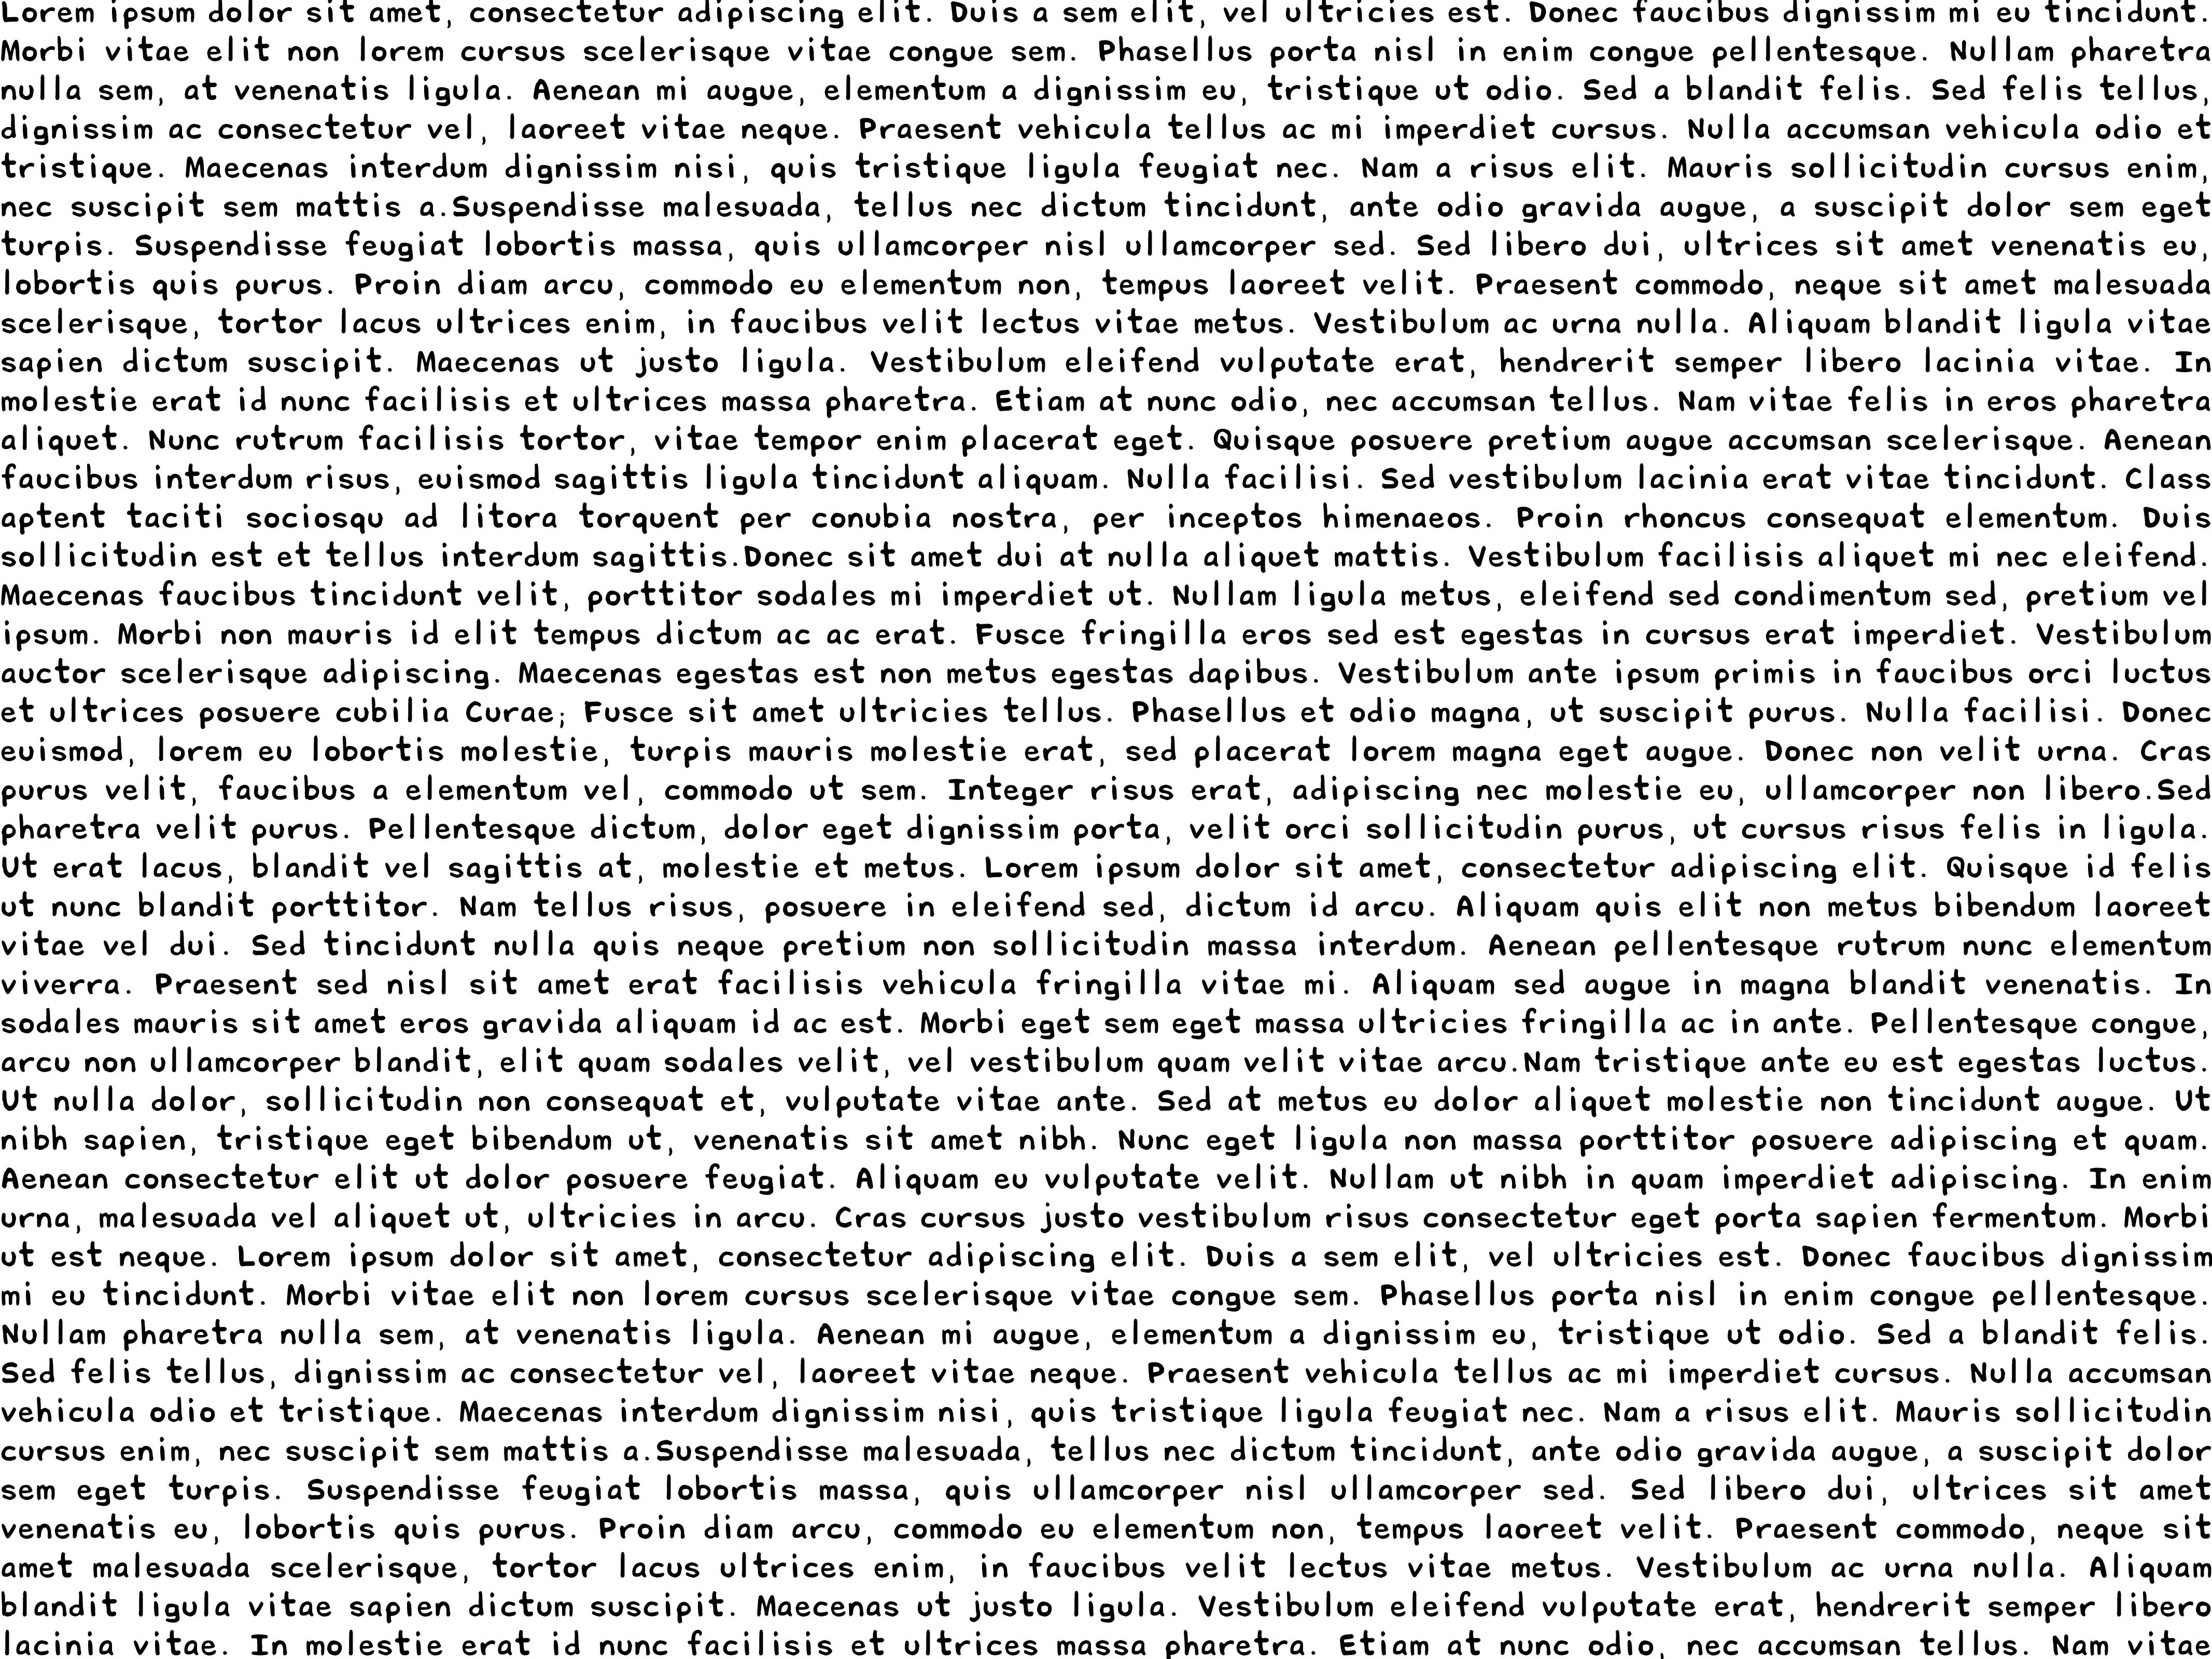 Lorem ipsum dolor sit amet, consectetur adipiscing elit. Duis a sem elit, vel ultricies est. Donec faucibus dignissim mi eu tincidunt.
Morbi vitae elit non lorem cursus scelerisque vitae congue sem. Phasellus porta nisl in enim congue pellentesque. Nullam pharetra
nulla sem, at venenatis ligula. Aenean mi augue, elementum a dignissim eu, tristique ut odio. Sed a blandit felis. Sed felis tellus,
dignissim ac consectetur vel, laoreet vitae neque. Praesent vehicula tellus ac mi imperdiet cursus. Nulla accumsan vehicula odio et
tristique. Maecenas interdum dignissim nisi, quis tristique ligula feugiat nec. Nam a risus elit. Mauris sollicitudin cursus enim,
nec suscipit sem mattis a.Suspendisse malesuada, tellus nec dictum tincidunt, ante odio gravida augue, a suscipit dolor sem eget
turpis. Suspendisse feugiat lobortis massa, quis ullamcorper nisl ullamcorper sed. Sed libero dui, ultrices sit amet venenatis eu,
lobortis quis purus. Proin diam arcu, commodo eu elementum non, tempus laoreet velit. Praesent commodo, neque sit amet malesuada
scelerisque, tortor lacus ultrices enim, in faucibus velit lectus vitae metus. Vestibulum ac urna nulla. Aliquam blandit ligula vitae
sapien dictum suscipit. Maecenas ut justo ligula. Vestibulum eleifend vulputate erat, hendrerit semper libero lacinia vitae. In
molestie erat id nunc facilisis et ultrices massa pharetra. Etiam at nunc odio, nec accumsan tellus. Nam vitae felis in eros pharetra
aliquet. Nunc rutrum facilisis tortor, vitae tempor enim placerat eget. Quisque posuere pretium augue accumsan scelerisque. Aenean
faucibus interdum risus, euismod sagittis ligula tincidunt aliquam. Nulla facilisi. Sed vestibulum lacinia erat vitae tincidunt. Class
aptent taciti sociosqu ad litora torquent per conubia nostra, per inceptos himenaeos. Proin rhoncus consequat elementum. Duis
sollicitudin est et tellus interdum sagittis.Donec sit amet dui at nulla aliquet mattis. Vestibulum facilisis aliquet mi nec eleifend.
Maecenas faucibus tincidunt velit, porttitor sodales mi imperdiet ut. Nullam ligula metus, eleifend sed condimentum sed, pretium vel
ipsum. Morbi non mauris id elit tempus dictum ac ac erat. Fusce fringilla eros sed est egestas in cursus erat imperdiet. Vestibulum
auctor scelerisque adipiscing. Maecenas egestas est non metus egestas dapibus. Vestibulum ante ipsum primis in faucibus orci luctus
et ultrices posuere cubilia Curae; Fusce sit amet ultricies tellus. Phasellus et odio magna, ut suscipit purus. Nulla facilisi. Donec
euismod, lorem eu lobortis molestie, turpis mauris molestie erat, sed placerat lorem magna eget augue. Donec non velit urna. Cras
purus velit, faucibus a elementum vel, commodo ut sem. Integer risus erat, adipiscing nec molestie eu, ullamcorper non libero.Sed
pharetra velit purus. Pellentesque dictum, dolor eget dignissim porta, velit orci sollicitudin purus, ut cursus risus felis in ligula.
Ut erat lacus, blandit vel sagittis at, molestie et metus. Lorem ipsum dolor sit amet, consectetur adipiscing elit. Quisque id felis
ut nunc blandit porttitor. Nam tellus risus, posuere in eleifend sed, dictum id arcu. Aliquam quis elit non metus bibendum laoreet
vitae vel dui. Sed tincidunt nulla quis neque pretium non sollicitudin massa interdum. Aenean pellentesque rutrum nunc elementum
viverra. Praesent sed nisl sit amet erat facilisis vehicula fringilla vitae mi. Aliquam sed augue in magna blandit venenatis. In
sodales mauris sit amet eros gravida aliquam id ac est. Morbi eget sem eget massa ultricies fringilla ac in ante. Pellentesque congue,
arcu non ullamcorper blandit, elit quam sodales velit, vel vestibulum quam velit vitae arcu.Nam tristique ante eu est egestas luctus.
Ut nulla dolor, sollicitudin non consequat et, vulputate vitae ante. Sed at metus eu dolor aliquet molestie non tincidunt augue. Ut
nibh sapien, tristique eget bibendum ut, venenatis sit amet nibh. Nunc eget ligula non massa porttitor posuere adipiscing et quam.
Aenean consectetur elit ut dolor posuere feugiat. Aliquam eu vulputate velit. Nullam ut nibh in quam imperdiet adipiscing. In enim
urna, malesuada vel aliquet ut, ultricies in arcu. Cras cursus justo vestibulum risus consectetur eget porta sapien fermentum. Morbi
ut est neque. Lorem ipsum dolor sit amet, consectetur adipiscing elit. Duis a sem elit, vel ultricies est. Donec faucibus dignissim
mi eu tincidunt. Morbi vitae elit non lorem cursus scelerisque vitae congue sem. Phasellus porta nisl in enim congue pellentesque.
Nullam pharetra nulla sem, at venenatis ligula. Aenean mi augue, elementum a dignissim eu, tristique ut odio. Sed a blandit felis.
Sed felis tellus, dignissim ac consectetur vel, laoreet vitae neque. Praesent vehicula tellus ac mi imperdiet cursus. Nulla accumsan
vehicula odio et tristique. Maecenas interdum dignissim nisi, quis tristique ligula feugiat nec. Nam a risus elit. Mauris sollicitudin
cursus enim, nec suscipit sem mattis a.Suspendisse malesuada, tellus nec dictum tincidunt, ante odio gravida augue, a suscipit dolor
sem eget turpis. Suspendisse feugiat lobortis massa, quis ullamcorper nisl ullamcorper sed. Sed libero dui, ultrices sit amet
venenatis eu, lobortis quis purus. Proin diam arcu, commodo eu elementum non, tempus laoreet velit. Praesent commodo, neque sit
amet malesuada scelerisque, tortor lacus ultrices enim, in faucibus velit lectus vitae metus. Vestibulum ac urna nulla. Aliquam
blandit ligula vitae sapien dictum suscipit. Maecenas ut justo ligula. Vestibulum eleifend vulputate erat, hendrerit semper libero
lacinia vitae. In molestie erat id nunc facilisis et ultrices massa pharetra. Etiam at nunc odio, nec accumsan tellus. Nam vitae